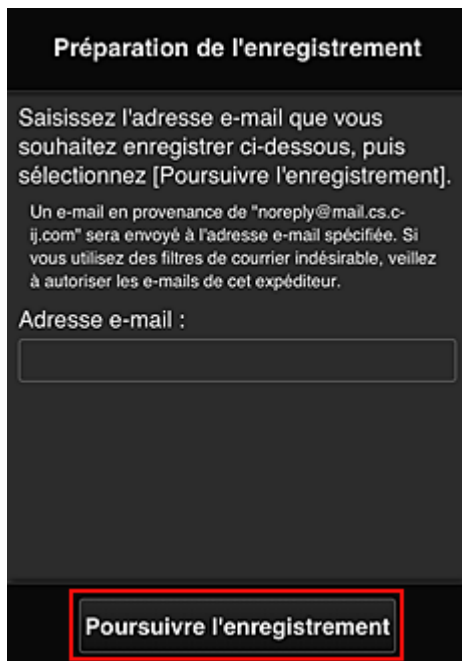 Préparation de l'enregistrement
Saisissez l'adresse e-mail que vous
souhaitez enregistrer ci-dessous, puis
sélectionnez [Poursuivre l'enregistrement].
Un e-mail en provenance de "noreply@mail.cs.c-
ij.com" sera envoyé à l'adresse e-mail spécifiée. Si
vous utilisez des filtres de courrier indésirable, veillez
à autoriser les e-mails de cet expéditeur.
Adresse e-mail :
Poursuivre l'enregistrement